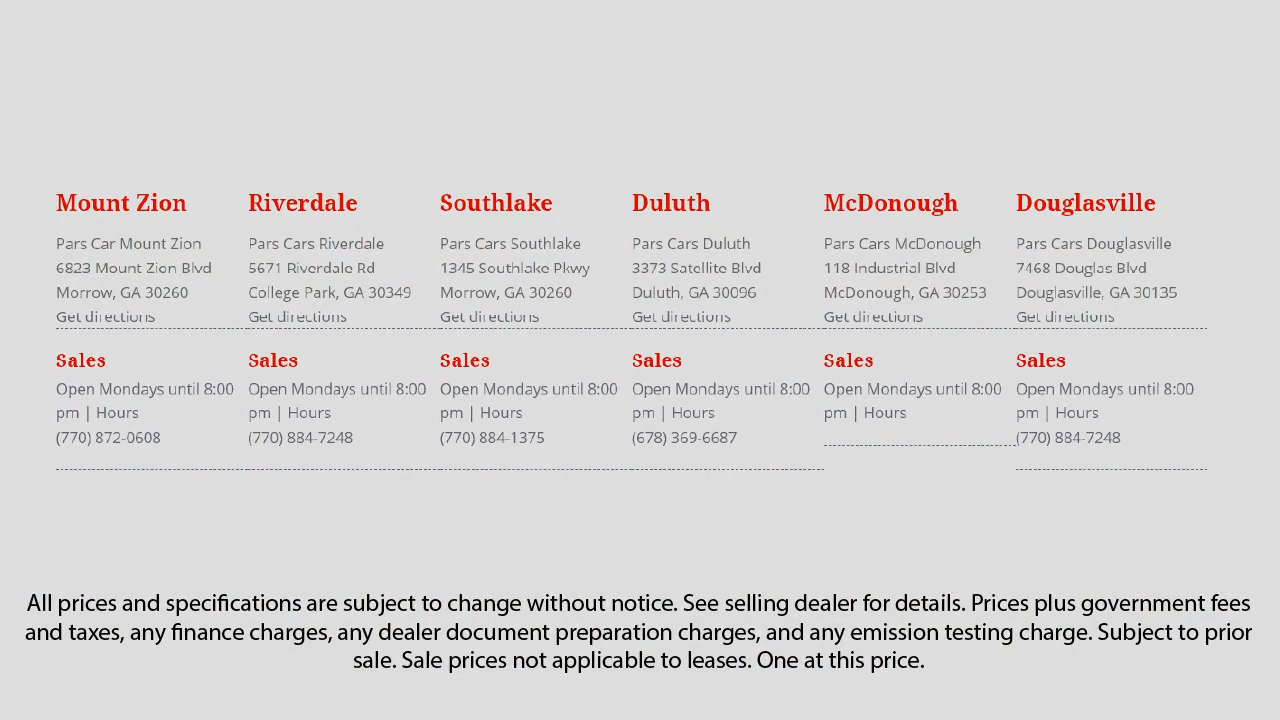 Mount Zion
Pars Car Mount Zion
6823 Mount Zion Blvd
Morrow, GA 30260
Get directions
Sales
Open Mondays until 8:00
pm | Hours
(770) 872-0608
Riverdale
Pars Cars Riverdale
5671 Riverdale Rd
College Park, GA 30349
Get directions
Sales
Open Mondays until 8:00
pm | Hours
(770) 884-7248
Southlake
Pars Cars Southlake
1345 Southlake Pkwy
Morrow, GA 30260
Get directions
Sales
Open Mondays until 8:00
pm | Hours
(770) 884-1375
Duluth
Pars Cars Duluth
3373 Satellite Blvd
Duluth, GA 30096
Get directions
Sales
Open Mondays until 8:00
pm | Hours
(678) 369-6687
McDonough
Pars Cars McDonough
118 Industrial Blvd
McDonough, GA 30253
Get directions
Sales
Open Mondays until 8:00
pm | Hours
Douglasville
Pars Cars Douglasville
7468 Douglas Blvd
Douglasville, GA 30135
Get directions
Sales
Open Mondays until 8:00
pm | Hours
(770) 884-7248
All prices and specifications are subject to change without notice. See selling dealer for details. Prices plus government fees
and taxes, any finance charges, any dealer document preparation charges, and any emission testing charge. Subject to prior
sale. Sale prices not applicable to leases. One at this price.